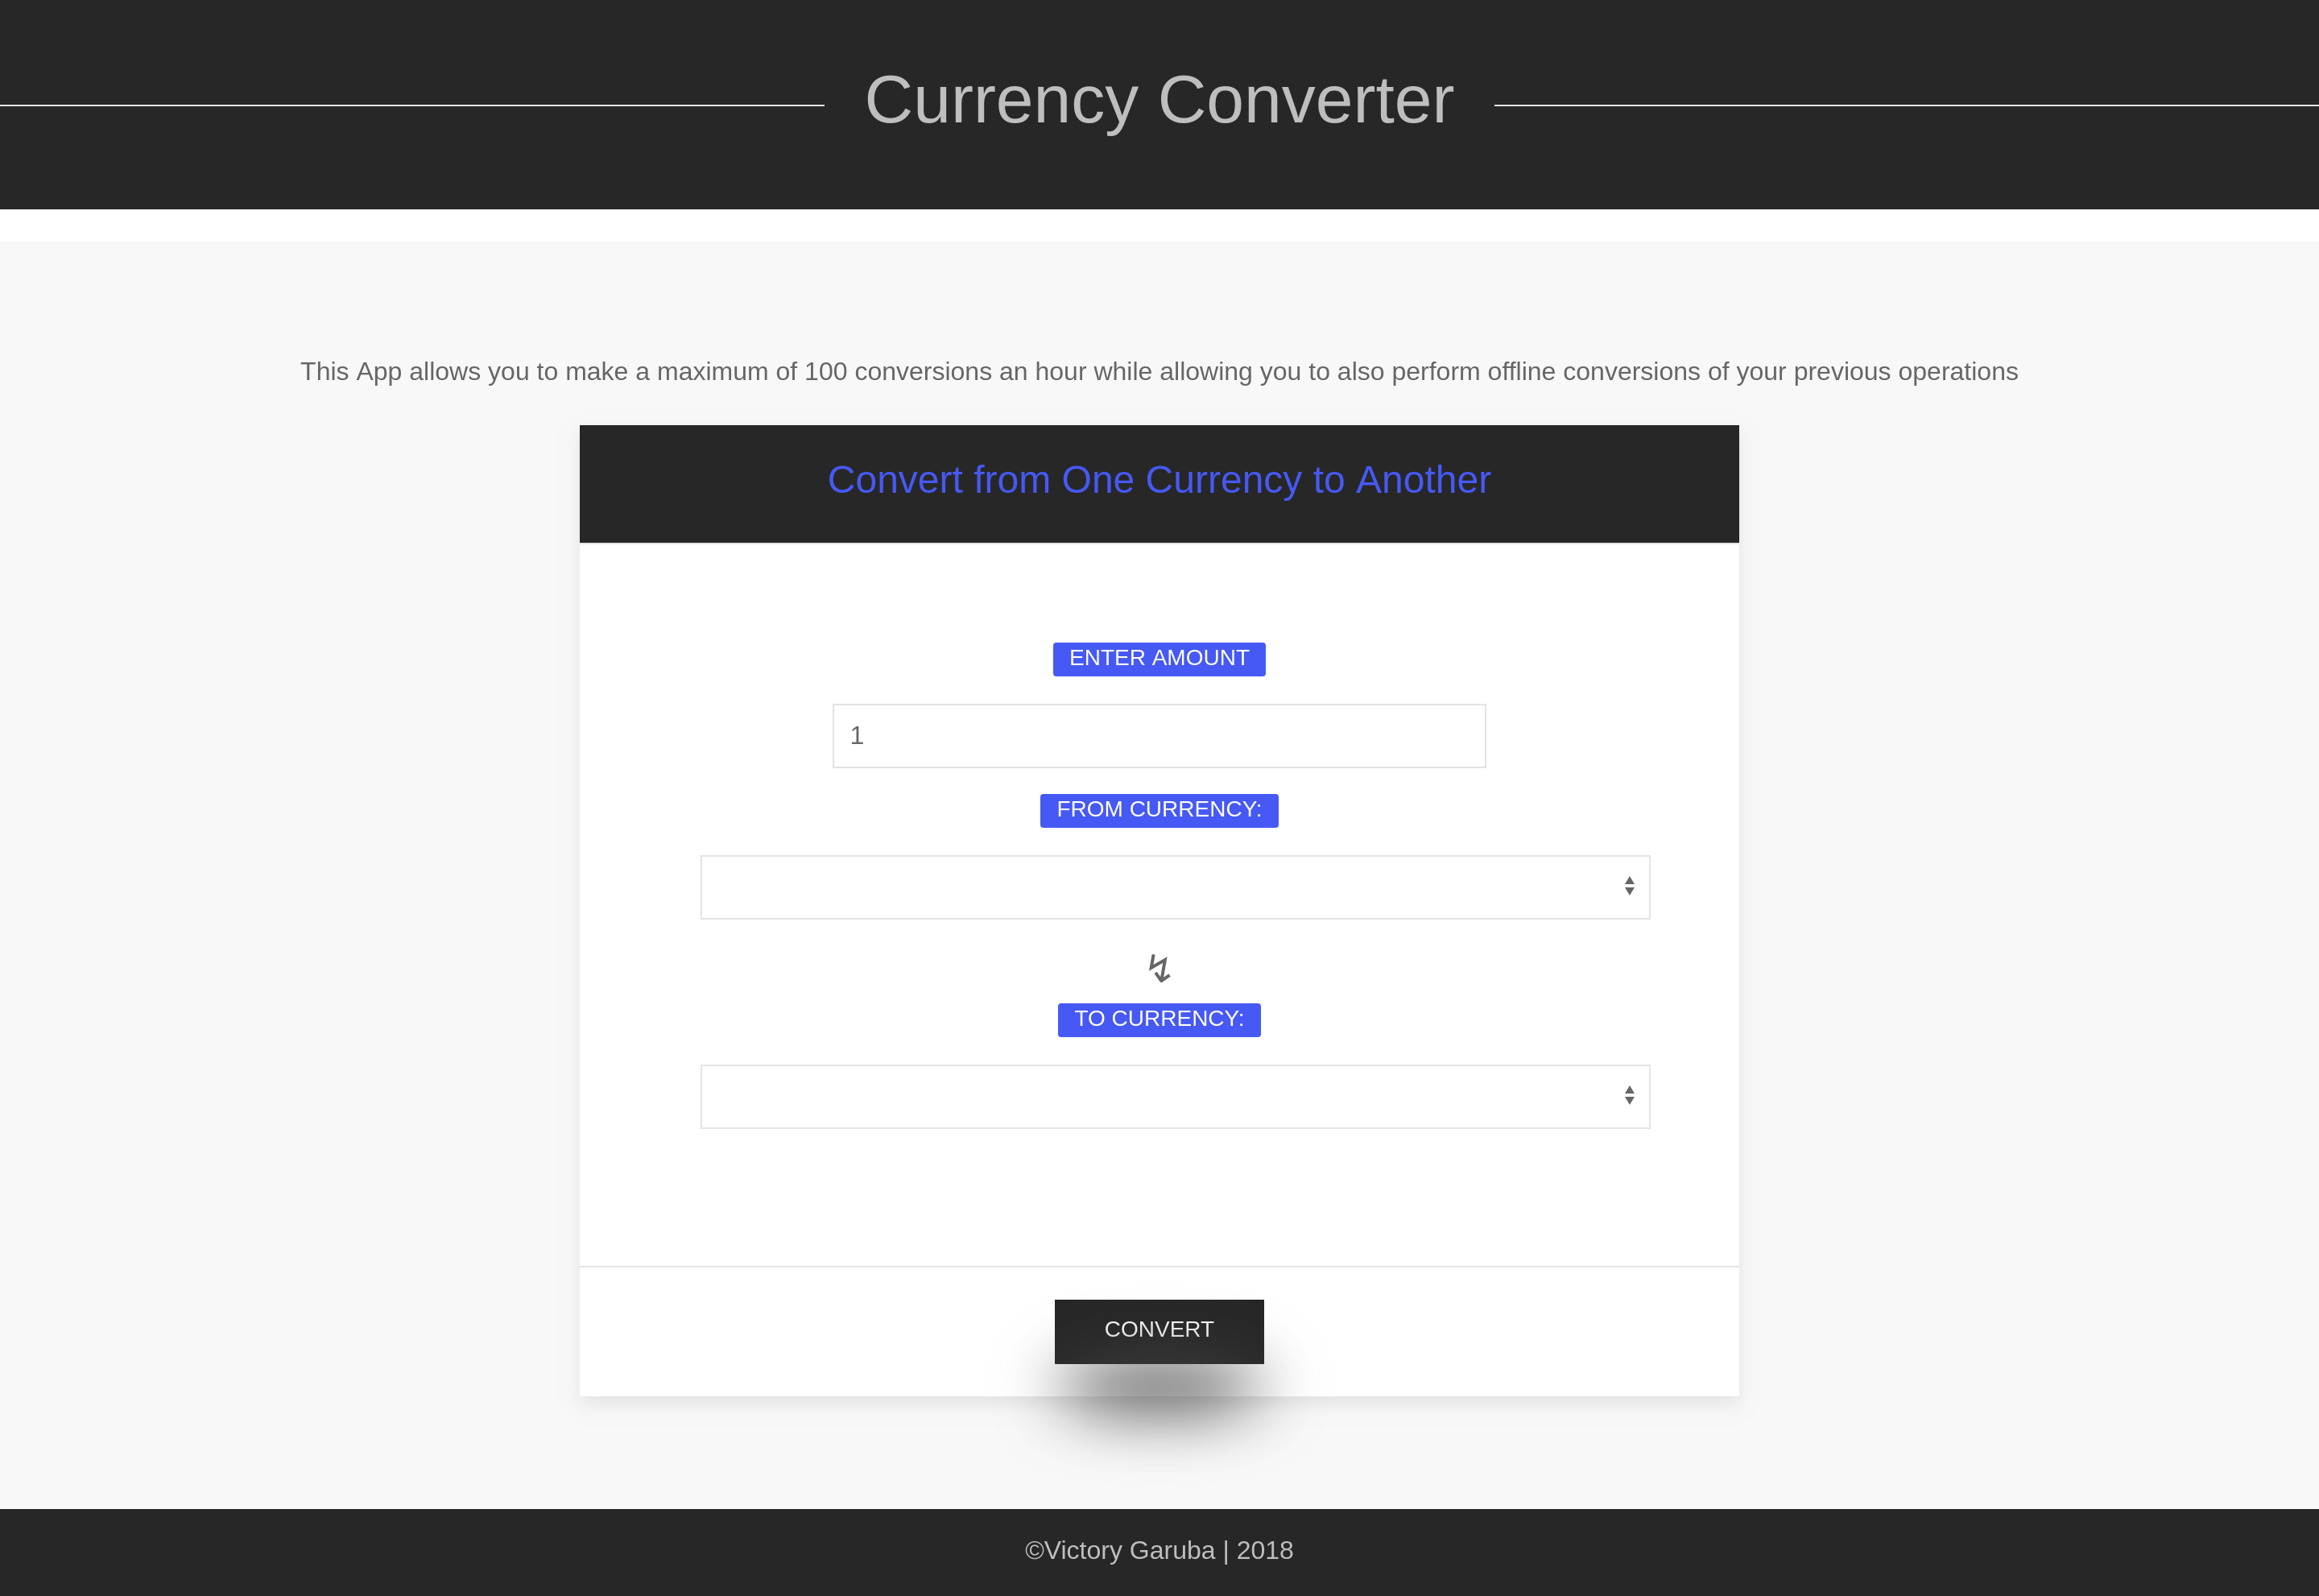 Currency Converter
This App allows you to make a maximum of 100 conversions an hour while allowing you to also perform offline conversions of your previous operations
Convert from One Currency to Another
ENTER AMOUNT
1
FROM CURRENCY:
↯
TO CURRENCY:
CONVERT
©Victory Garuba | 2018